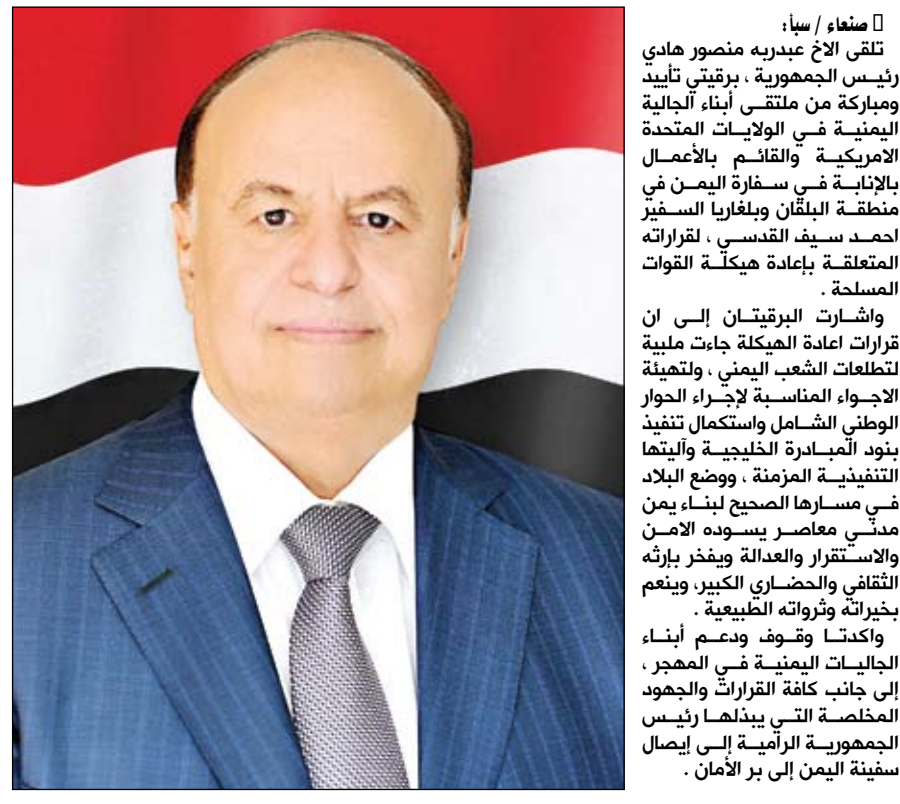 صنعاء / سبأ :
تلقى الاخ عبدربه منصور هادي
رئيس الجمهورية ، برقيتي تأييد
ومباركة من ملتقى أبناء الجالية
اليمنية في الولايات المتحدة
الامريكية والقائم بالأعمال
بالإنابة في سفارة اليمن في
منطقة البلقان وبلغاريا السفير
احمد سيف القدسي ، لقراراته
المتعلقة بإعادة هيكلة القوات
المسلحة .
واشارت البرقيتان إلى ان
قرارات اعادة الهيكلة جاءت ملبية
لتطلعات الشعب اليمني ، ولتهيئة
الاجواء المناسبة لإجراء الحوار
الوطني الشامل واستكمال تنفيذ
بنود المبادرة الخليجية وآليتها
التنفيذية المزمنة ، ووضع البلاد
في مسارها الصحيح لبناء يمن
مدني معاصر يسوده الامن
والاستقرار والعدالة ويفخر بإرثه
الثقافي والحضاري الكبير، وينعم
بخيراته وثرواته الطبيعية .
واكدتا وقوف ودعم أبناء
الجاليات اليمنية في المهجر ،
إلى جانب كافة القرارات والجهود
المخلصة التي يبذلها رئيس
الجمهورية الرامية إلى إيصال
سفينة اليمن إلى بر الأمان .